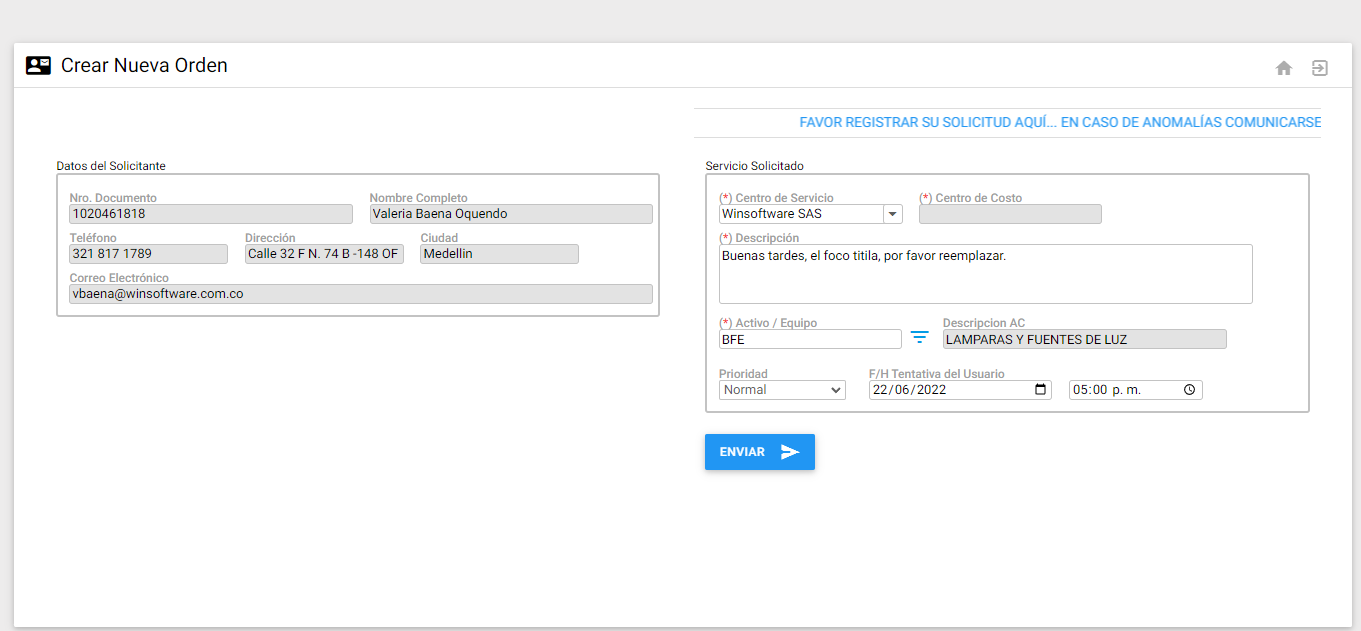 Crear Nueva Orden
FAVOR REGISTRAR SU SOLICITUD AQUÍ... EN CASO DE ANOMALÍAS COMUNICARSE
Datos del Solicitante
Nro. Documento Nombre Completo
1020461818 Valeria Baena Oquendo
Teléfono Dirección Ciudad
321 817 1789 Calle 32 F N. 74 B -148 OF Medellin
Correo Electrónico
vbaena@winsoftware.com.co
Servicio Solicitado
(*) Centro de Servicio (*) Centro de Costo
Winsoftware SAS
(*) Descripción
Buenas tardes, el foco titila, por favor reemplazar.
(*) Activo / Equipo Descripcion AC
BFE LAMPARAS Y FUENTES DE LUZ
Prioridad F/H Tentativa del Usuario
Normal 22/06/2022 05:00 p. m.
ENVIAR